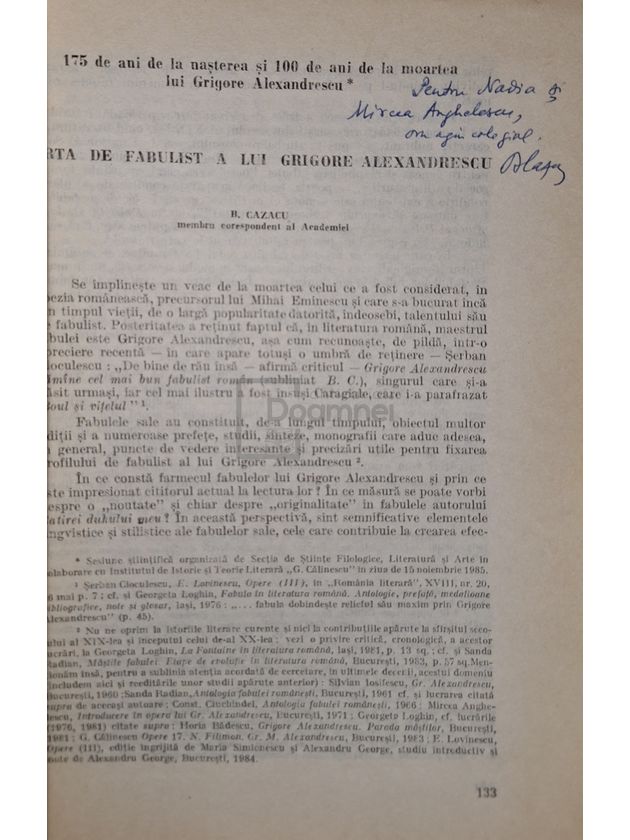 175 de ani de la nașterea și 100 de ani de la moartea
lui Grigore Alexandrescu*
Pentru Nadia și
Mircea Anghelescu,
omagiu colegial.
RTA DE FABULIST A LUI GRIGORE ALEXANDRESCU
B. CAZACU
membru corespondent al Academiei
Se împlinește un veac de la moartea celui ce a fost considerat, în
oezia românească, precursorul lui Mihai Eminescu și care s-a bucurat încă
n timpul vieții, de o largă popularitate datorită, îndeosebi, talentului său
e fabulist. Posteritatea a reținut faptul că, în literatura română, maestrul
abulei este Grigore Alexandrescu, așa cum recunoaște, de pildă, într-o
preciere recentă — în care apare totuși o umbră de reținere — Șerban
ioculescu : „De bine de rău însă — afirmă criticul — Grigore Alexandrescu
ămîne cel mai bun fabulist român (subliniat B. C.), singurul care și-a
ăsit urmași, iar cel mai ilustru a fost însuși Caragiale, care i-a parafrazat
Boul și vițelul" ¹.
Doamnei
Fabulele sale au constituit, de-a lungul timpului, obiectul multor
diții și a numeroase prefețe, studii, sinteze, monografii care aduc adesea,
n general, puncte de vedere interesante și precizări utile pentru fixarea
rofilului de fabulist al lui Grigore Alexandrescu ².
În ce constă farmecul fabulelor lui Grigore Alexandrescu și prin ce
ste impresionat cititorul actual la lectura lor ? În ce măsură se poate vorbi
espre o „noutate" și chiar despre „originalitate" în fabulele autorului
Satirei duhului meu ? În această perspectivă, sînt semnificative elementele
ingvistice și stilistice ale fabulelor sale, cele care contribuie la crearea efec-
* Sesiune științifică organizată de Secția de Științe Filologice, Literatură și Arte în
olaborare cu Institutul de Istorie și Teorie Literară „G. Călinescu" în ziua de 15 noiembrie 1985.
¹ Șerban Cioculescu, E. Lovinescu, Opere (III), in „România literară", XVIII, nr. 20,
6 mai p. 7 ; cf. și Georgeta Loghin, Fabula în literatura română. Antologie, prefață, medalioane
bibliografice, note și glosar, Iași, 1976 : „. . . fabula dobîndește relieful său maxim prin Grigore
Alexandrescu" (p. 45).
² Nu ne oprim la istoriile literare curente și nici la contribuțiile apărute la sfîrșitul seco-
ului al XIX-lea și începutul celui de-al XX-lea : vezi o privire critică, cronologică, a acestor
ucrări, la Georgeta Loghin, La Fontaine în literatura română, Iași, 1981, p. 13 sq. ; cf. și Sanda
Radian, Măștile fabulei. Etape de evoluție în literatura română, București, 1983, p. 57 sq. Men-
ionăm însă, pentru a sublinia atenția acordată de cercetare, în ultimele decenii, acestui domeniu
includem aici și reeditările unor studii apărute anterior) : Silvian Iosifescu, Gr. Alexandrescu,
București, 1960 ; Sanda Radian, Antologia fabulei românești, București, 1961 cf. și lucrarea citată
supra de aceeași autoare ; Const. Ciuchindel, Antologia fabulei românești, 1966 ; Mircea Anghe-
escu, Introducere în opera lui Gr. Alexandrescu, București, 1971 ; Georgeta Loghin, cf. lucrările
(1976, 1981) citate supra ; Horia Bădescu, Grigore Alexandrescu. Parada măștilor, București,
1981 ; G. Călinescu Opere 17. N. Filimon. Gr. M. Alexandrescu, București, 1983 ; E. Lovinescu,
Opere (III), ediție îngrijită de Maria Simionescu și Alexandru George, studiu introductiv și
note de Alexandru George, București, 1984.
133